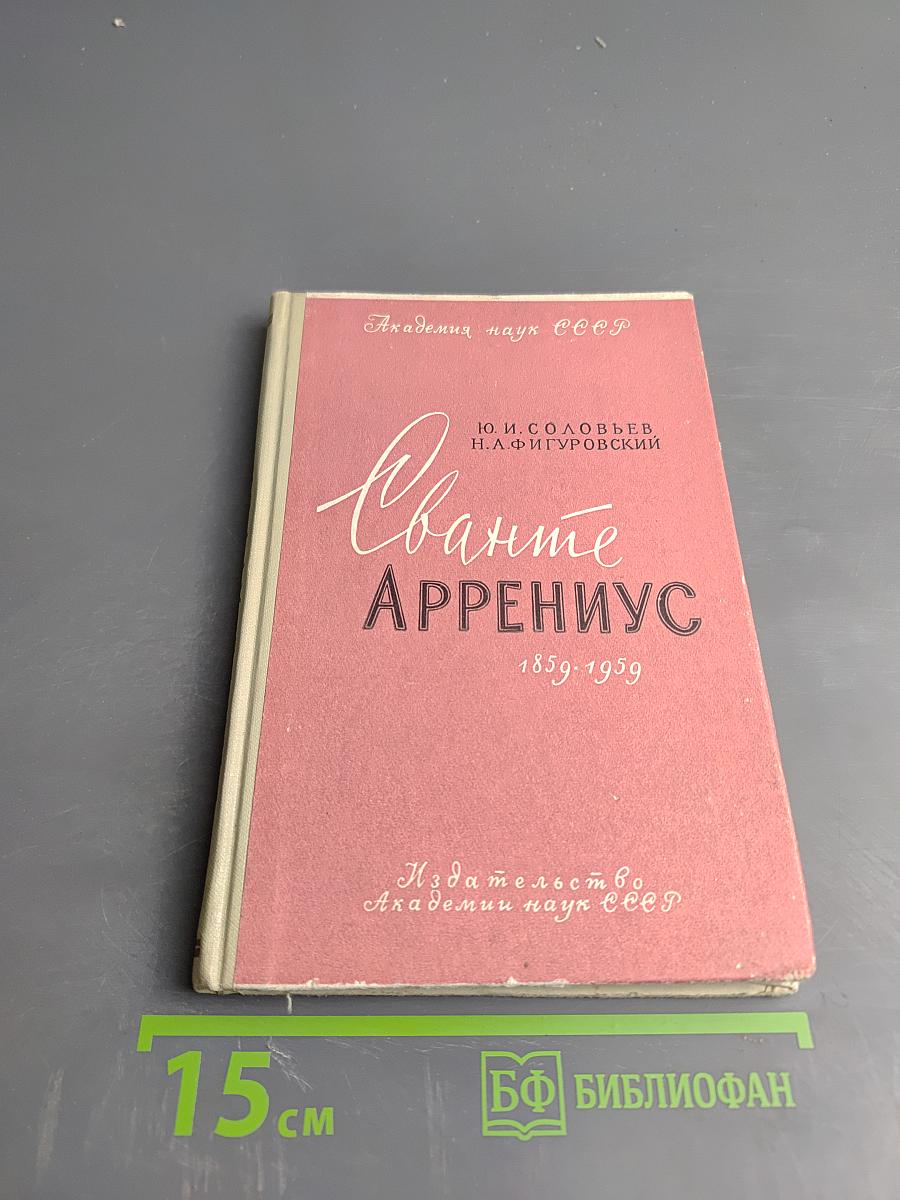 Академия наук СССР
Ю. И. СОЛОВЬЕВ
Н. А. ФИГУРОВСКИЙ
Сванте
АРРЕНИУС
1859-1959
Издательство
Академии наук СССР
15 см
БФ БИБЛИОФАН